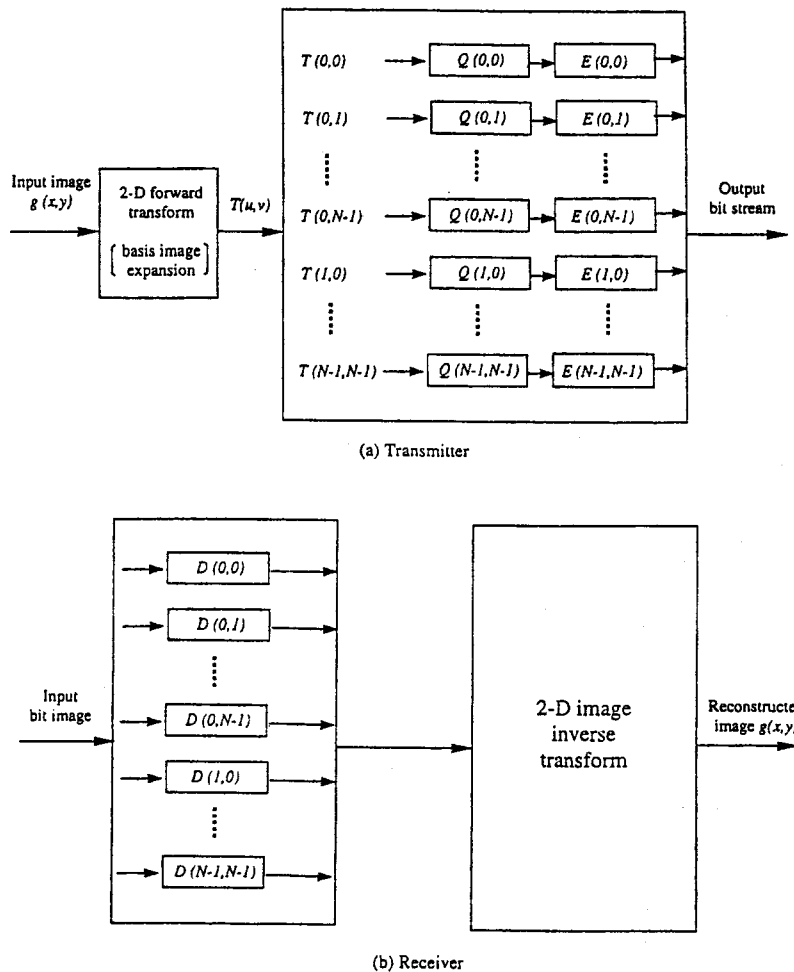 T (0,0) Q (0,0) E (0,0)
T (0,1) Q (0,1) E (0,1)
Input image
g (x,y)
2-D forward
transform
basis image
expansion
T(u,v)
T (0,N-1) Q (0,N-1) E (0,N-1)
T (1,0) Q (1,0) E (1,0)
T (N-1,N-1) Q (N-1,N-1) E (N-1,N-1)
Output
bit stream
(a) Transmitter
Input
bit image
D (0,0)
D (0,1)
D (0,N-1)
D (1,0)
D (N-1,N-1)
2-D image
inverse
transform
Reconstructe
image g(x,y
(b) Receiver